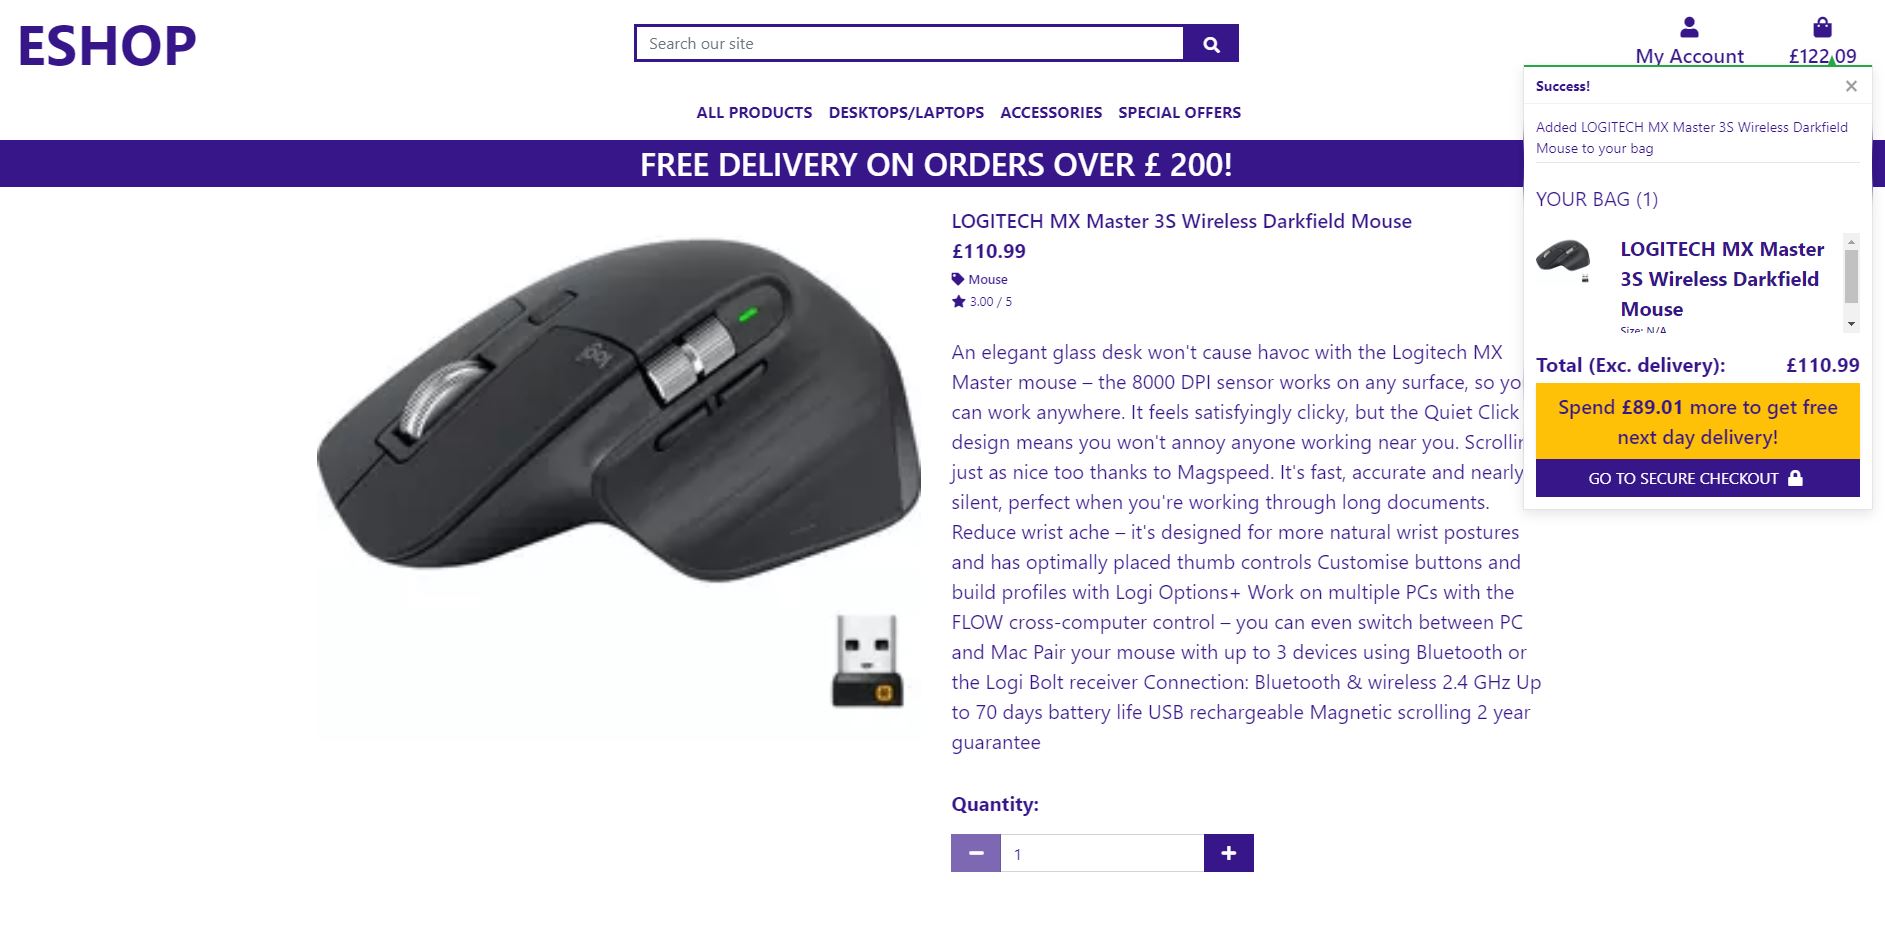 ESHOP
Search our site
My Account
£122.09
ALL PRODUCTS DESKTOPS/LAPTOPS ACCESSORIES SPECIAL OFFERS
FREE DELIVERY ON ORDERS OVER £ 200!
logi
LOGITECH MX Master 3S Wireless Darkfield Mouse
£110.99
Mouse
3.00 / 5
An elegant glass desk won't cause havoc with the Logitech MX
Master mouse – the 8000 DPI sensor works on any surface, so yo
can work anywhere. It feels satisfyingly clicky, but the Quiet Click
design means you won't annoy anyone working near you. Scrollin
just as nice too thanks to Magspeed. It's fast, accurate and nearly
silent, perfect when you're working through long documents.
Reduce wrist ache – it's designed for more natural wrist postures
and has optimally placed thumb controls Customise buttons and
build profiles with Logi Options+ Work on multiple PCs with the
FLOW cross-computer control – you can even switch between PC
and Mac Pair your mouse with up to 3 devices using Bluetooth or
the Logi Bolt receiver Connection: Bluetooth & wireless 2.4 GHz Up
to 70 days battery life USB rechargeable Magnetic scrolling 2 year
guarantee
Quantity:
1
Success!
×
Added LOGITECH MX Master 3S Wireless Darkfield
Mouse to your bag
YOUR BAG (1)
LOGITECH MX Master
3S Wireless Darkfield
Mouse
Size: N/A
Total (Exc. delivery): £110.99
Spend £89.01 more to get free
next day delivery!
GO TO SECURE CHECKOUT